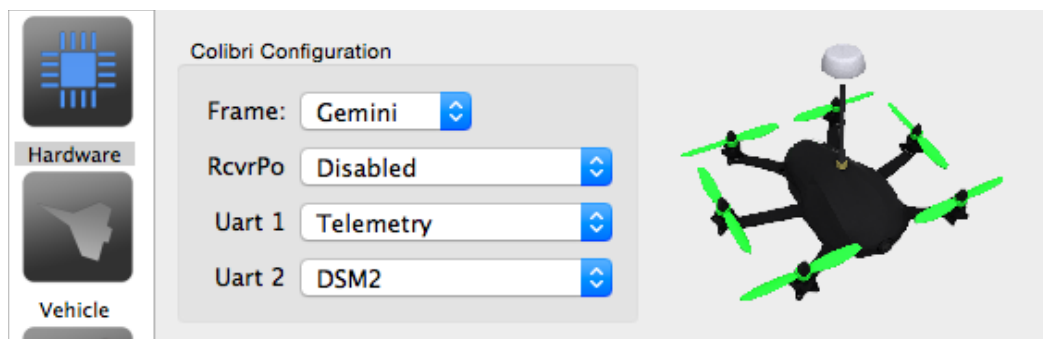 Colibri Configuration
Frame: Gemini
Hardware
RcvrPo Disabled
Uart 1 Telemetry
Uart 2 DSM2
Vehicle